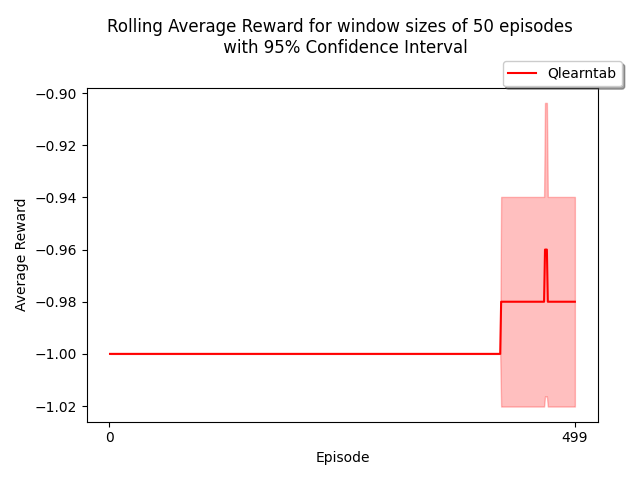 Rolling Average Reward for window sizes of 50 episodes
with 95% Confidence Interval
Qlearntab
−0.90
−0.92
−0.94
−0.96
−0.98
−1.00
−1.02
Average Reward
0
499
Episode